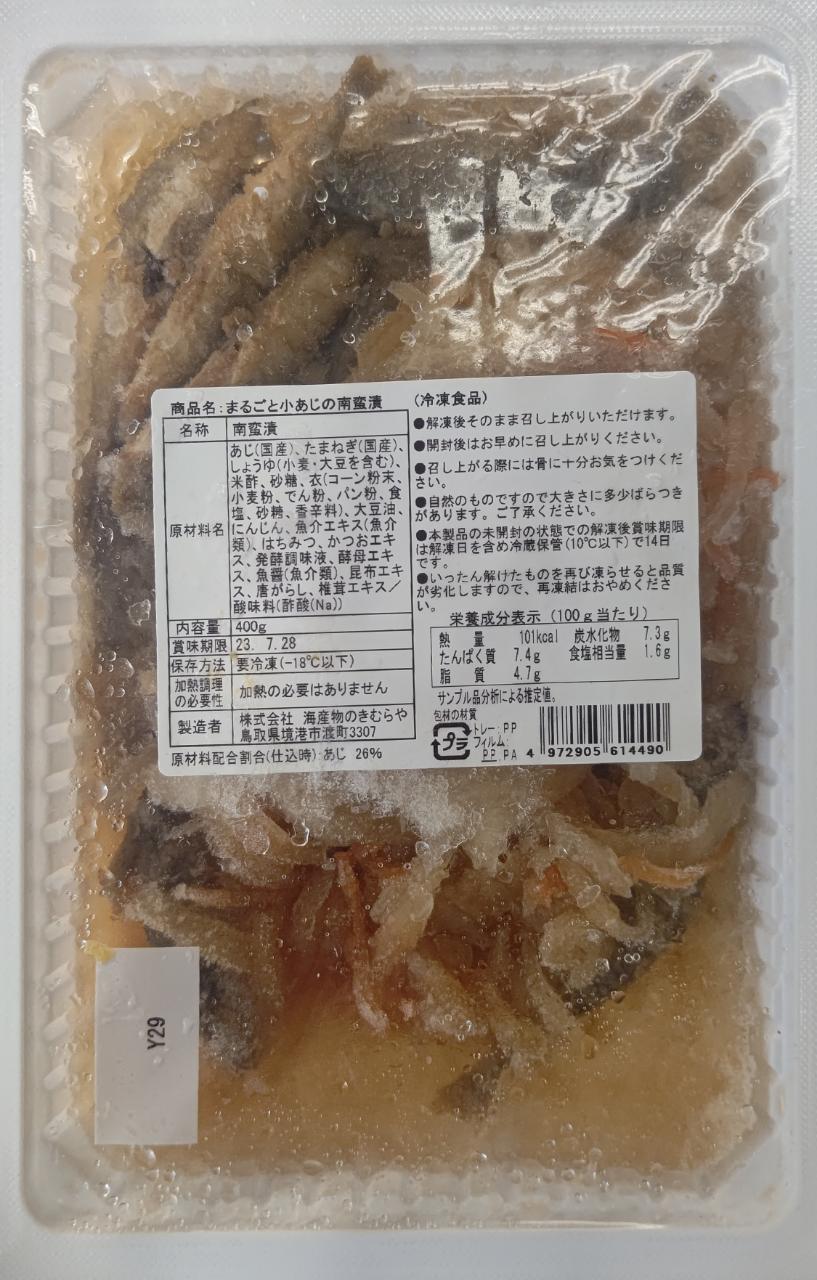 商品名:まるごと小あじの南蛮漬
名称 南蛮漬
原材料名
あじ(国産)、たまねぎ(国産)、
しょうゆ(小麦・大豆を含む)、
米酢、砂糖、衣(コーン粉末、
小麦粉、でん粉、パン粉、食
塩、砂糖、香辛料)、大豆油、
にんじん、魚介エキス(魚介
類)、はちみつ、かつおエキ
ス、発酵調味液、酵母エキ
ス、魚醤(魚介類)、昆布エキ
ス、唐がらし、椎茸エキス/
酸味料(酢酸(Na))
内容量 400g
賞味期限 23. 7.28
保存方法 要冷凍(-18℃以下)
加熱調理
の必要性
加熱の必要はありません
製造者
株式会社 海産物のきむらや
鳥取県境港市渡町3307
原材料配合割合(仕込時):あじ 26%
(冷凍食品)
●解凍後そのまま召し上がりいただけます。
●開封後はお早めに召し上がりください。
●召し上がる際には骨に十分お気をつけくだ
さい。
●自然のものですので大きさに多少ばらつき
があります。ご了承ください。
●本製品の未開封の状態での解凍後賞味期限
は解凍日を含め冷蔵保管(10℃以下)で14日
です。
●いったん解けたものを再び凍らせると品質
が劣化しますので、再凍結はおやめくださ
い。
栄養成分表示(100g当たり)
熱 量 101kcal 炭水化物 7.3g
たんぱく質 7.4g 食塩相当量 1.6g
脂 質 4.7g
サンプル品分析による推定値。
包材の材質
プラ
トレー:PP
フィルム:
PP,PA
4 972905 614490
Y29